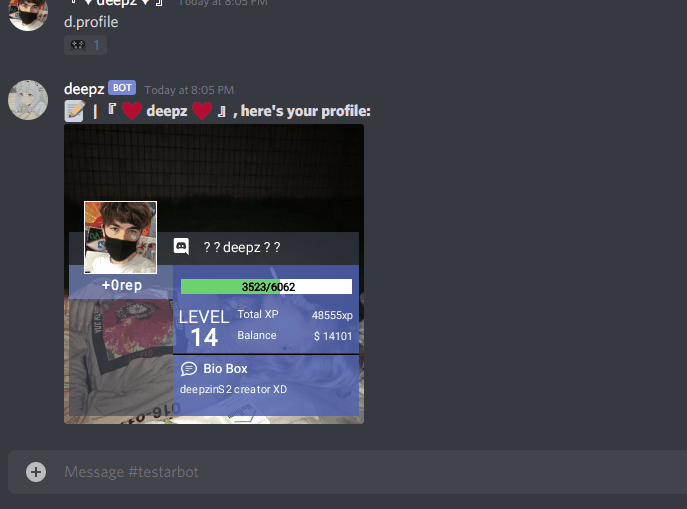 『 ♥ deepz ♥ 』 Today at 8:05 PM
d.profile
1
deepz BOT Today at 8:05 PM
📝 | 『 ♥ deepz ♥ 』, here's your profile:
? ? deepz ? ?
+0rep
3523/6062
LEVEL
14
Total XP 48555xp
Balance $ 14101
Bio Box
deepzinS2 creator XD
Message #testarbot